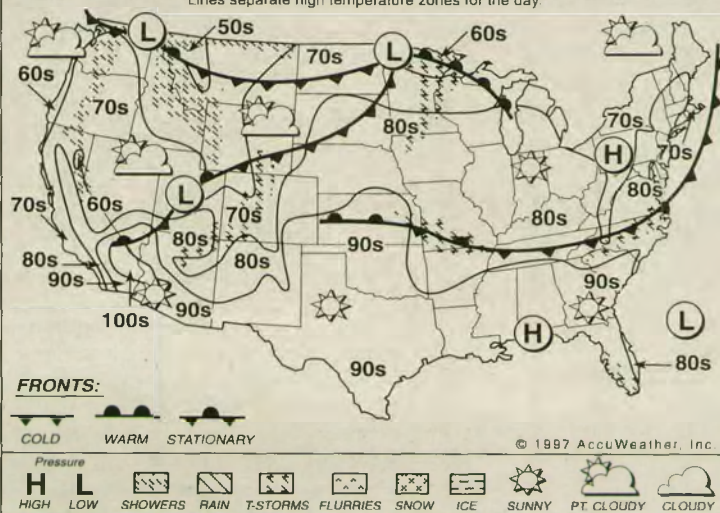 Lines separate high temperature zones for the day.
L
50s
60s
70s
L
60s
70s
80s
70s
H
70s
L
80s
60s
70s
80s
70s
80s
80s
90s
80s
90s
90s
90s
100s
H
L
80s
90s
FRONTS:
COLD WARM STATIONARY
© 1997 AccuWeather, Inc.
Pressure
H L
HIGH LOW SHOWERS RAIN T-STORMS FLURRIES SNOW ICE SUNNY PT. CLOUDY CLOUDY